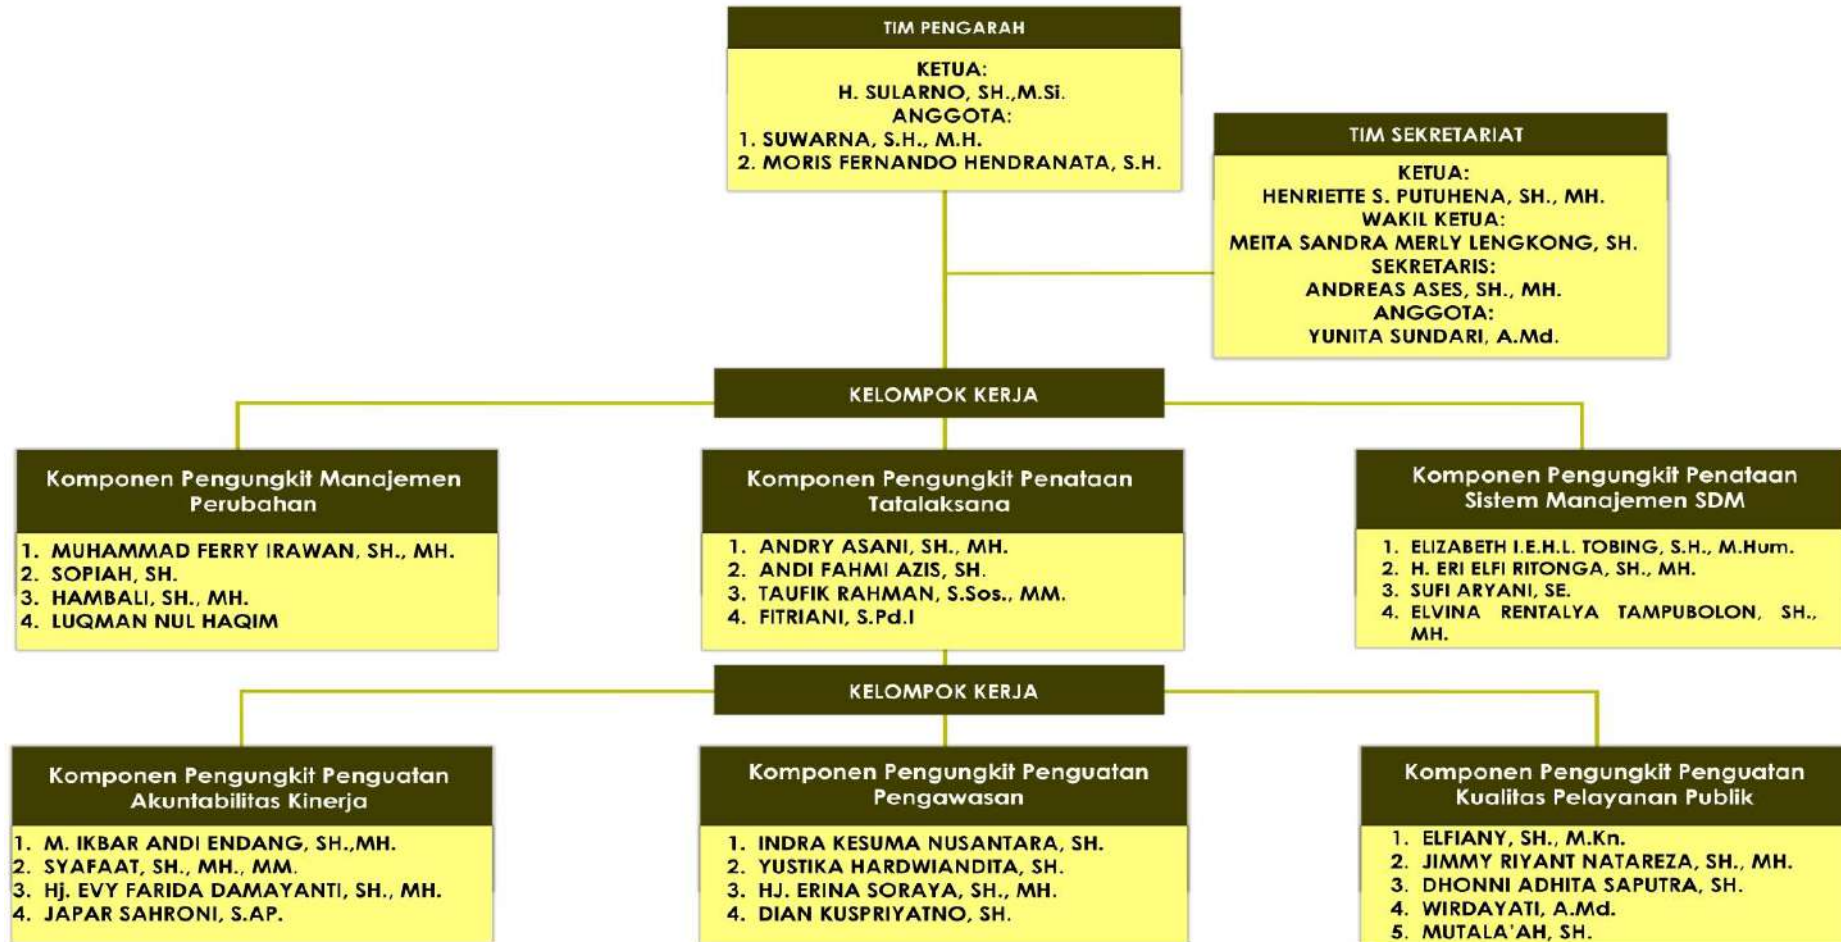 TIM PENGARAH
KETUA:
H. SULARNO, SH.,M.Si.
ANGGOTA:
1. SUWARNA, S.H., M.H.
2. MORIS FERNANDO HENDRANATA, S.H.
TIM SEKRETARIAT
KETUA:
HENRIETTE S. PUTUHENA, SH., MH.
WAKIL KETUA:
MEITA SANDRA MERLY LENGKONG, SH.
SEKRETARIS:
ANDREAS ASES, SH., MH.
ANGGOTA:
YUNITA SUNDARI, A.Md.
KELOMPOK KERJA
Komponen Pengungkit Manajemen
Perubahan
1. MUHAMMAD FERRY IRAWAN, SH., MH.
2. SOPIAH, SH.
3. HAMBALI, SH., MH.
4. LUQMAN NUL HAQIM
Komponen Pengungkit Penataan
Tatalaksana
1. ANDRY ASANI, SH., MH.
2. ANDI FAHMI AZIS, SH.
3. TAUFIK RAHMAN, S.Sos., MM.
4. FITRIANI, S.Pd.I
Komponen Pengungkit Penataan
Sistem Manajemen SDM
1. ELIZABETH I.E.H.L. TOBING, S.H., M.Hum.
2. H. ERI ELFI RITONGA, SH., MH.
3. SUFI ARYANI, SE.
4. ELVINA RENTALYA TAMPUBOLON, SH.,
MH.
KELOMPOK KERJA
Komponen Pengungkit Penguatan
Akuntabilitas Kinerja
1. M. IKBAR ANDI ENDANG, SH.,MH.
2. SYAFAAT, SH., MH., MM.
3. Hj. EVY FARIDA DAMAYANTI, SH., MH.
4. JAPAR SAHRONI, S.AP.
Komponen Pengungkit Penguatan
Pengawasan
1. INDRA KESUMA NUSANTARA, SH.
2. YUSTIKA HARDWIANDITA, SH.
3. HJ. ERINA SORAYA, SH., MH.
4. DIAN KUSPRIYATNO, SH.
Komponen Pengungkit Penguatan
Kualitas Pelayanan Publik
1. ELFIANY, SH., M.Kn.
2. JIMMY RIYANT NATAREZA, SH., MH.
3. DHONNI ADHITA SAPUTRA, SH.
4. WIRDAYATI, A.Md.
5. MUTALA'AH, SH.